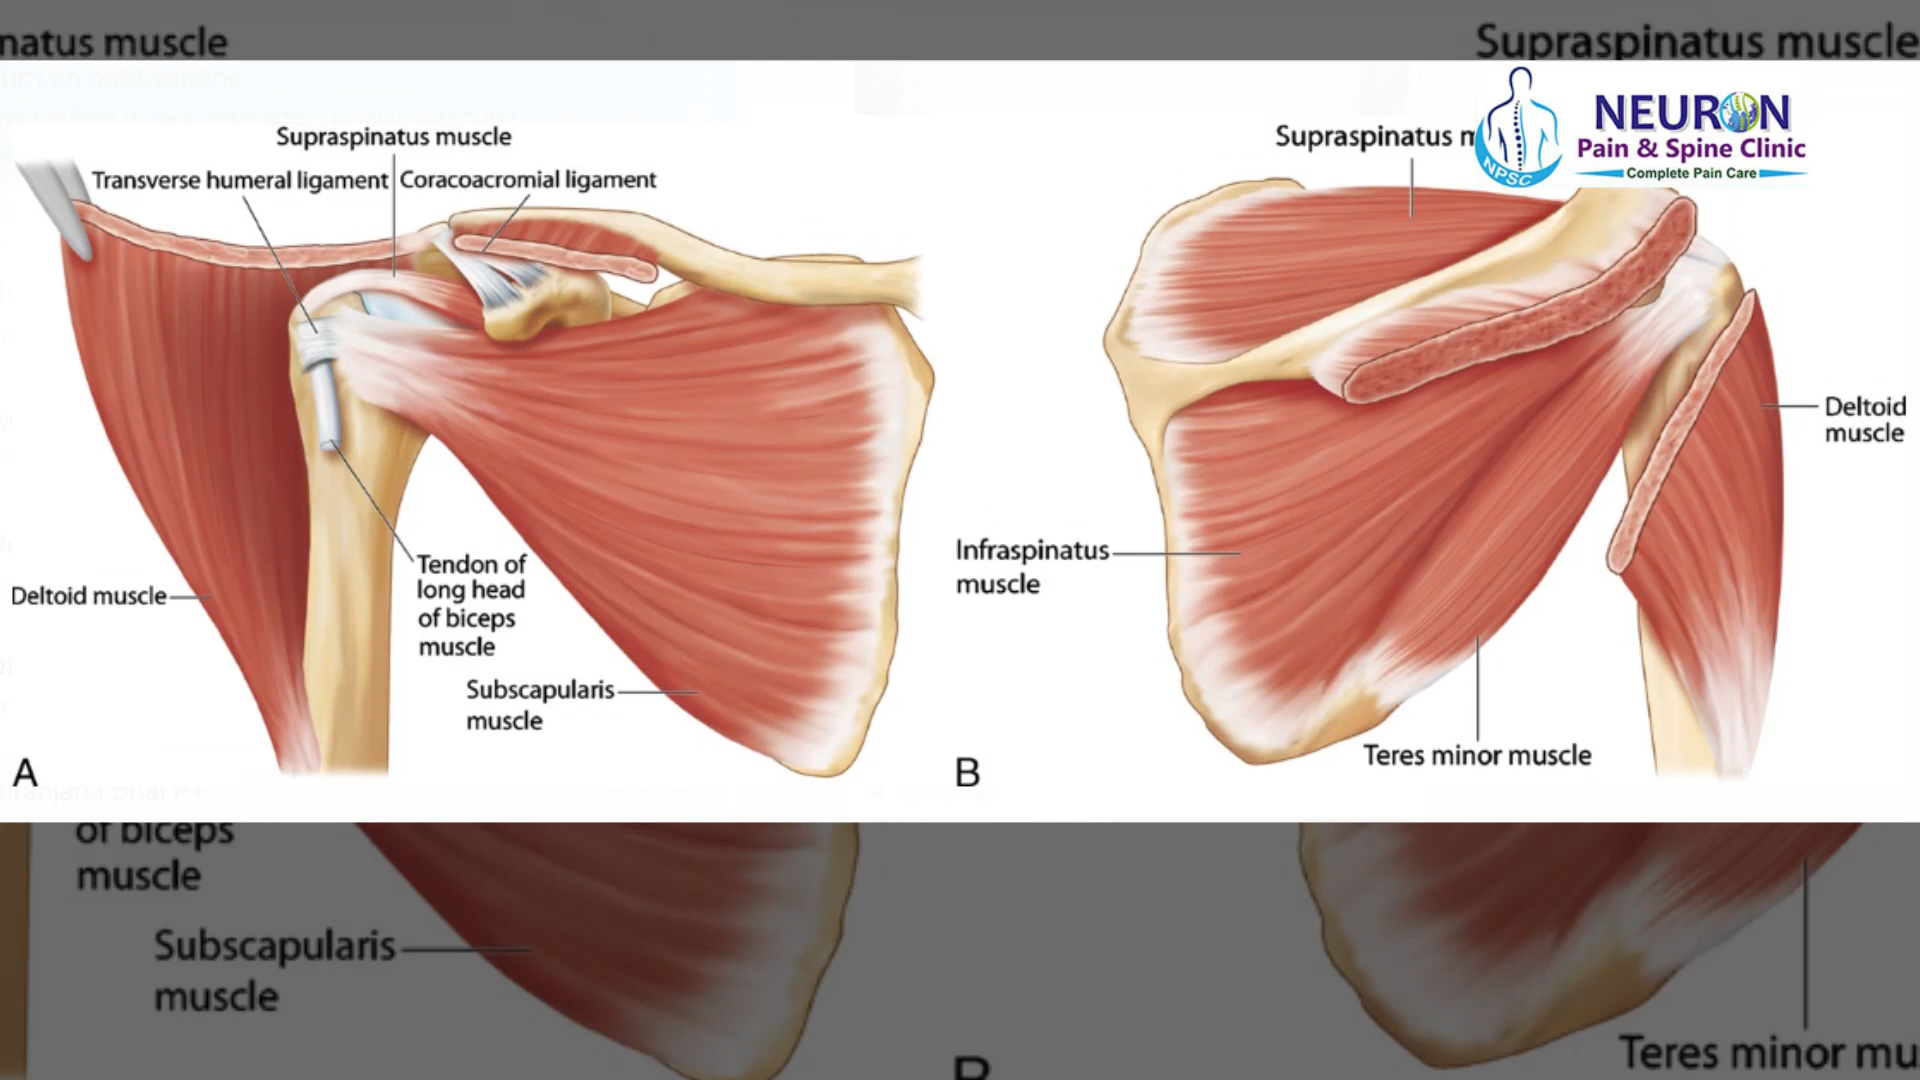 natus muscle
Supraspinatus muscle
Supraspinatus muscle
Transverse humeral ligament
Coracoacromial ligament
Deltoid muscle
Tendon of
long head
of biceps
muscle
Subscapularis
muscle
A
Supraspinatus m
NPSC
NEURON
Pain & Spine Clinic
Complete Pain Care
Deltoid
muscle
Infraspinatus
muscle
Teres minor muscle
B
of biceps
muscle
Subscapularis
muscle
B
Teres minor mu